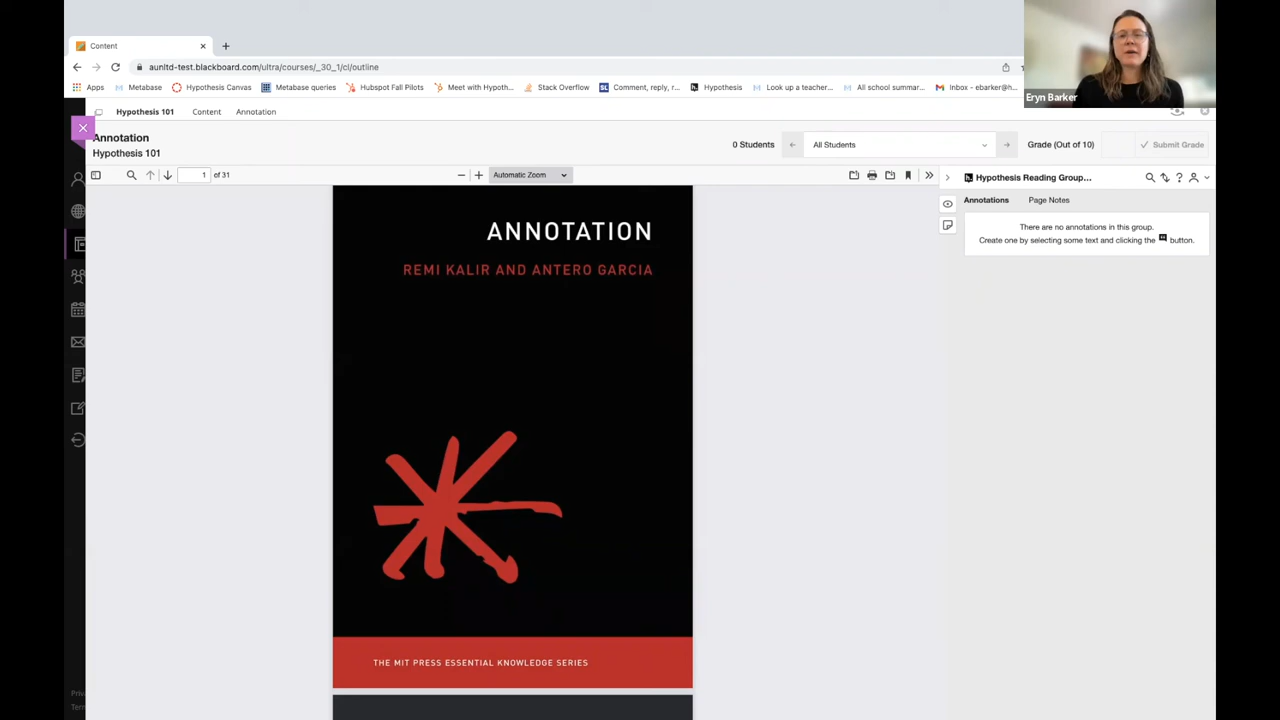 Content
aunltd-test.blackboard.com/ultra/courses/_30_1/cl/outline
Apps Metabase Hypothesis Canvas Metabase queries Hubspot Fall Pilots Meet with Hypoth... Stack Overflow Comment, reply, r... Hypothesis Look up a teacher... All school summar... Inbox - ebarker@h...
Eryn Barker
Hypothesis 101 Content Annotation
Annotation
Hypothesis 101
0 Students All Students Grade (Out of 10) Submit Grade
1 of 31 Automatic Zoom
Hypothesis Reading Group...
Annotations Page Notes
There are no annotations in this group.
Create one by selecting some text and clicking the button.
ANNOTATION
REMI KALIR AND ANTERO GARCIA
THE MIT PRESS ESSENTIAL KNOWLEDGE SERIES
Priva
Term